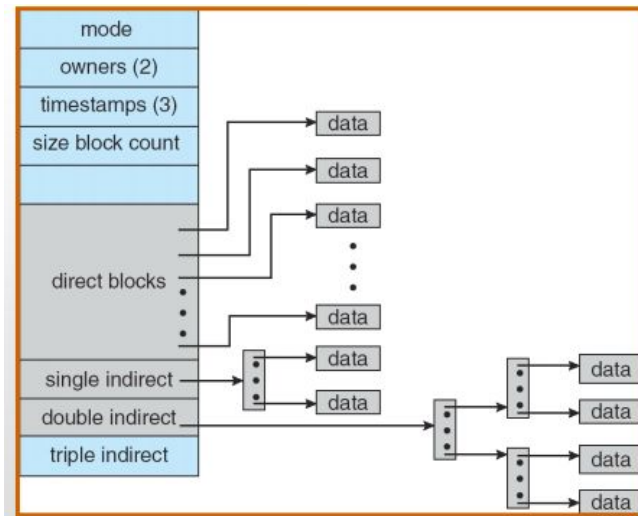 mode
owners (2)
timestamps (3)
size block count
data
data
data
direct blocks
data
single indirect
data
data
double indirect
triple indirect
data
data
data
data